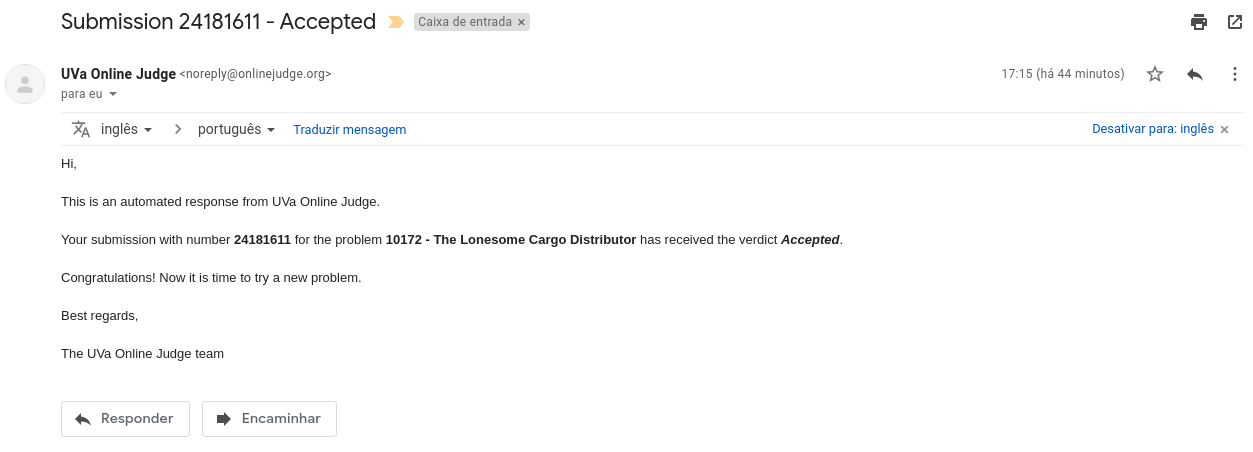 Submission 24181611 - Accepted Caixa de entrada ×
UVa Online Judge <noreply@onlinejudge.org> 17:15 (há 44 minutos)
para eu
inglês > português Traduzir mensagem Desativar para: inglês ×
Hi,
This is an automated response from UVa Online Judge.
Your submission with number 24181611 for the problem 10172 - The Lonesome Cargo Distributor has received the verdict Accepted.
Congratulations! Now it is time to try a new problem.
Best regards,
The UVa Online Judge team
Responder Encaminhar